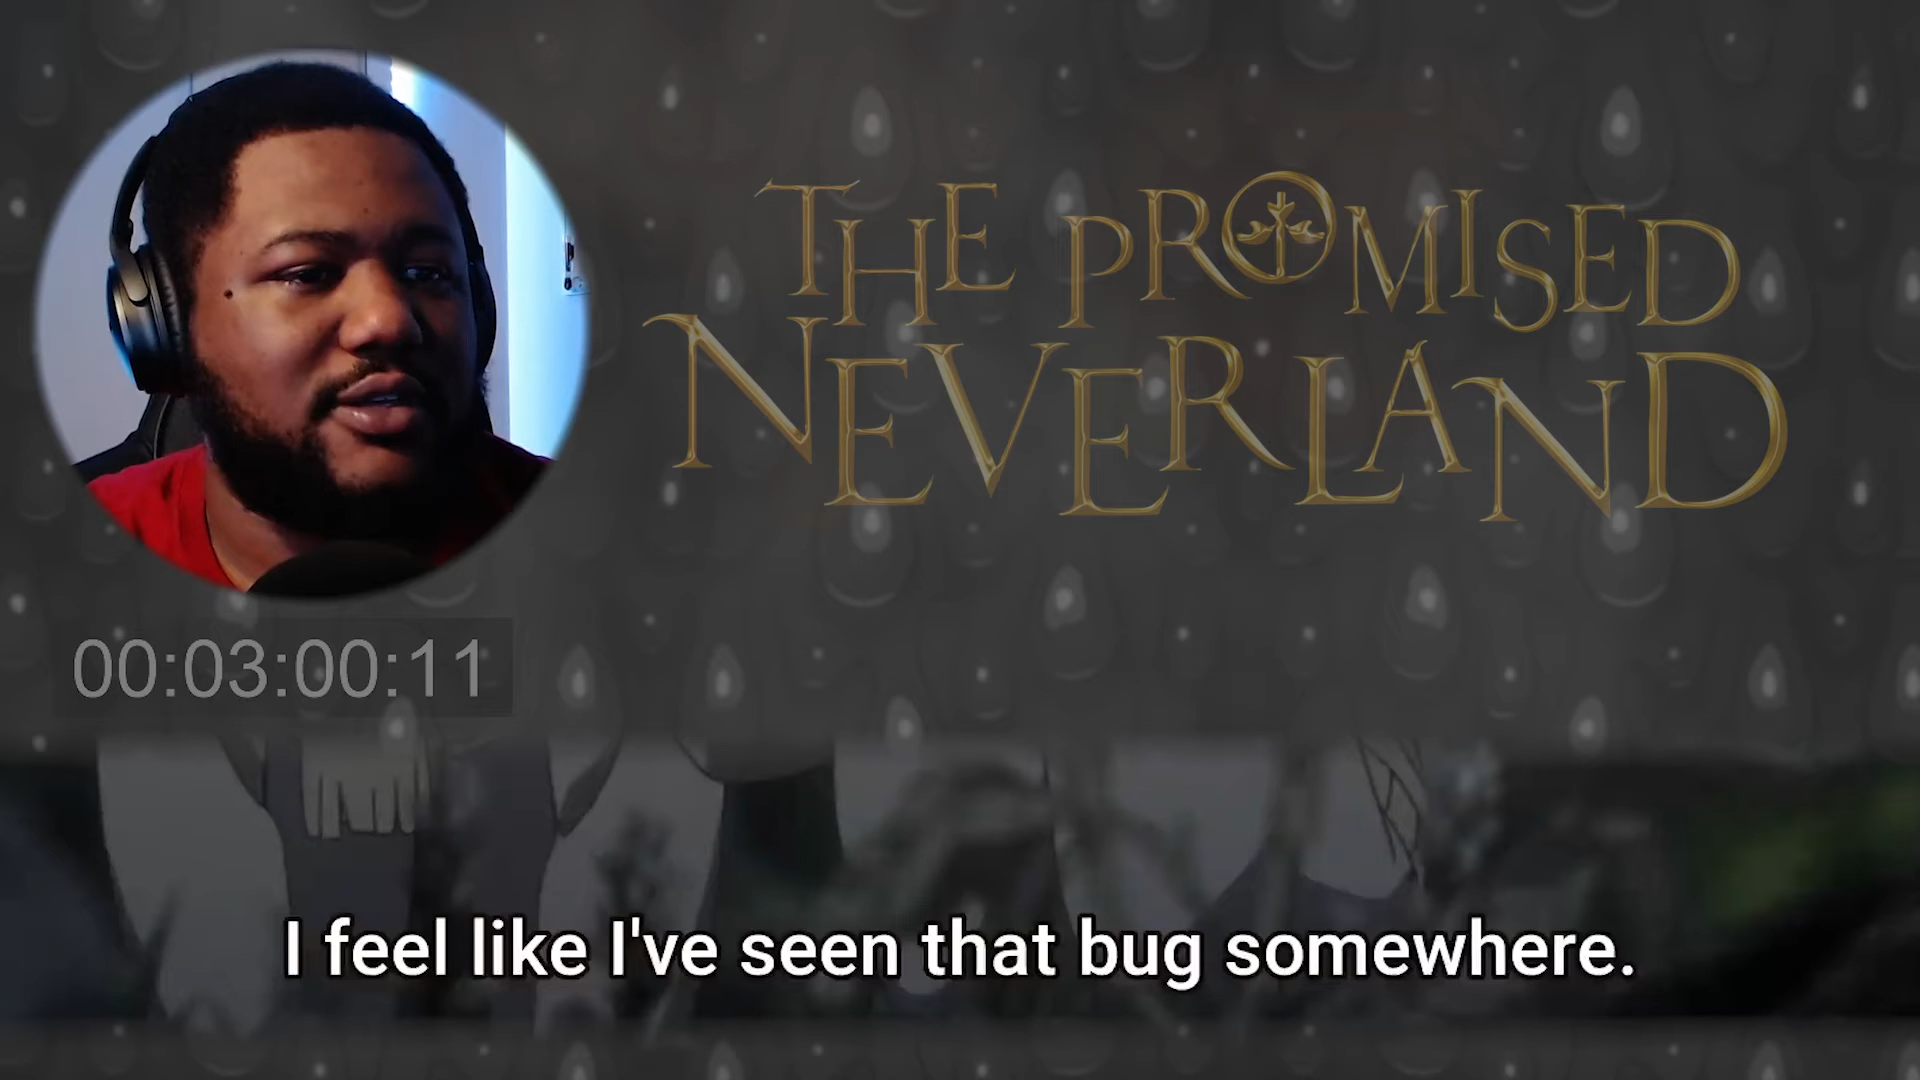 THE PROMISED
NEVERLAND
00:03:00:11
I feel like I've seen that bug somewhere.